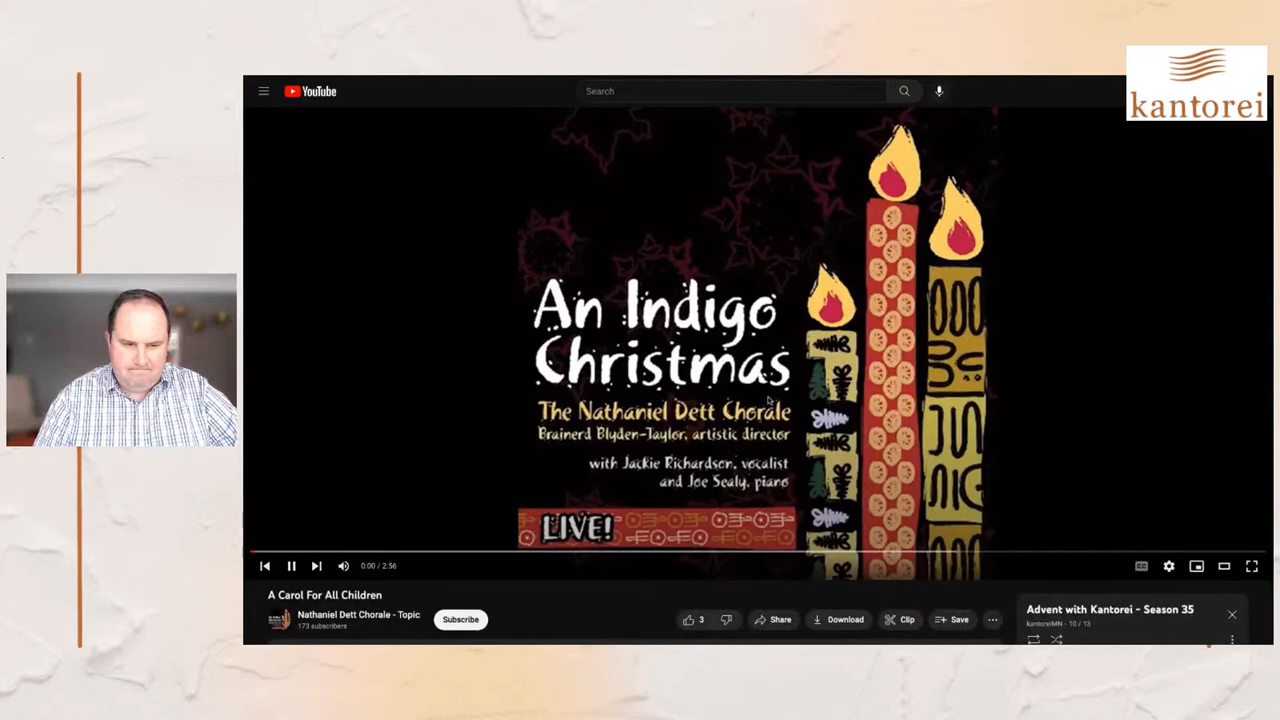 YouTube
Search
kantorei
An Indigo
Christmas
The Nathaniel Dett Chorale
Brainerd Blyden-Taylor, artistic director
with Jackie Richardson, vocalist
and Joe Sealy, piano
LIVE!
0:00 / 2:56
CC
A Carol For All Children
Nathaniel Dett Chorale - Topic
173 subscribers
Subscribe
3
Share
Download
Clip
Save
Advent with Kantorei - Season 35
kantoreiMN - 10 / 13